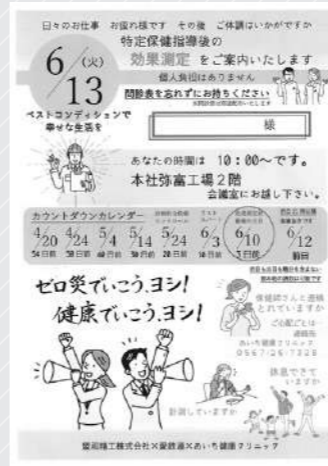 日々のお仕事 お疲れ様です その後 ご体調はいかがですか
特定保健指導後の
6/13 (火)
効果測定 をご案内いたします
個人負担はありません
問診表を忘れずにお持ちください
ベストコンディションで
幸せな生活を
様
あなたの時間は 10:00~です。
本社弥富工場2階
会議室にお越し下さい。
カウントダウンカレンダー
4/20 4/24 5/4 5/14 5/24 6/3 6/10 6/12
54日前 50日前 40日前 30日前 20日前 10日前 3日前 前日
ゼロ災でいこう、ヨシ!
健康でいこう、ヨシ!
保健師さんと連絡
とれていますか
ご心配ごとは…
連絡先
あいち健康クリニック
0567-26-7328
休息できて
いますか
計測していますか